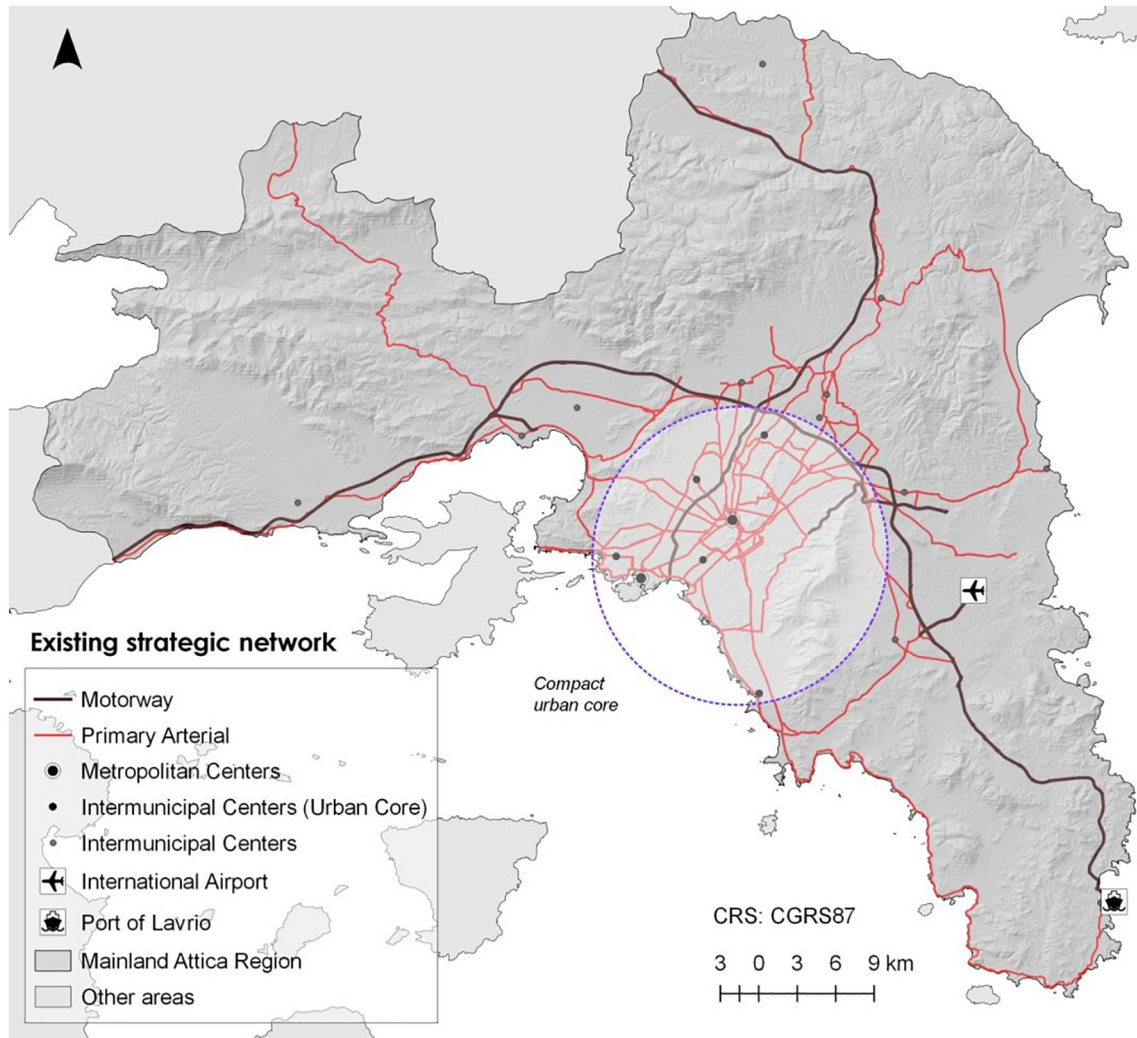 Existing strategic network
Motorway
Primary Arterial
Metropolitan Centers
Intermunicipal Centers (Urban Core)
Intermunicipal Centers
International Airport
Port of Lavrio
Mainland Attica Region
Other areas
Compact
urban core
CRS: CGRS87
3 0 3 6 9 km